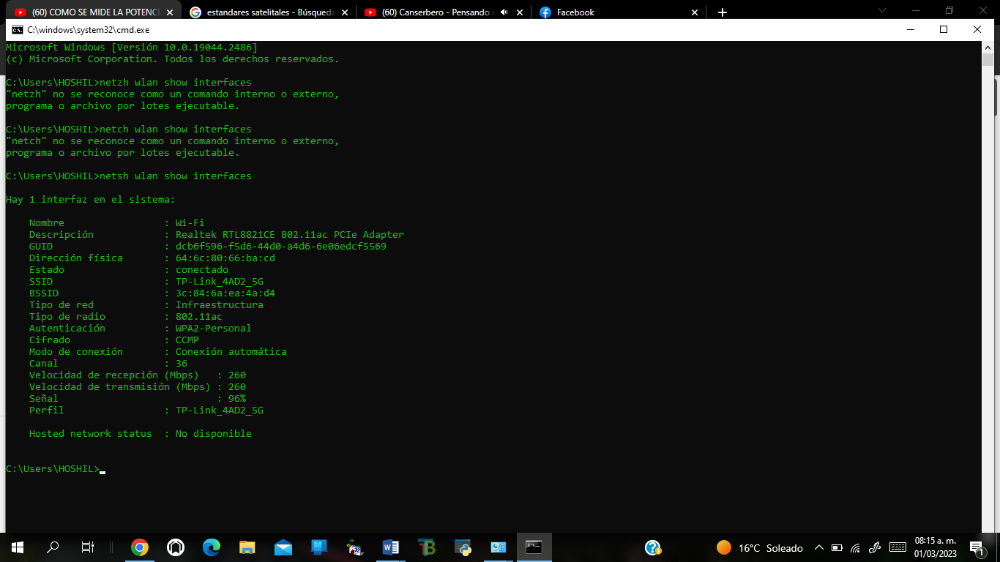 (60) COMO SE MIDE LA POTENCI
estandares satelitales - Búsqueda
(60) Canserbero - Pensando
Facebook
C:\windows\system32\cmd.exe
Microsoft Windows [Versión 10.0.19044.2486]
(c) Microsoft Corporation. Todos los derechos reservados.
C:\Users\HOSHIL>netzh wlan show interfaces
"netzh" no se reconoce como un comando interno o externo,
programa o archivo por lotes ejecutable.
C:\Users\HOSHIL>netch wlan show interfaces
"netch" no se reconoce como un comando interno o externo,
programa o archivo por lotes ejecutable.
C:\Users\HOSHIL>netsh wlan show interfaces
Hay 1 interfaz en el sistema:
Nombre : Wi-Fi
Descripción : Realtek RTL8821CE 802.11ac PCIe Adapter
GUID : dcb6f596-f5d6-44d0-a4d6-6e06edcf5569
Dirección física : 64:6c:80:66:ba:cd
Estado : conectado
SSID : TP-Link_4AD2_5G
BSSID : 3c:84:6a:ea:4a:d4
Tipo de red : Infraestructura
Tipo de radio : 802.11ac
Autenticación : WPA2-Personal
Cifrado : CCMP
Modo de conexión : Conexión automática
Canal : 36
Velocidad de recepción (Mbps) : 260
Velocidad de transmisión (Mbps) : 260
Señal : 96%
Perfil : TP-Link_4AD2_5G
Hosted network status : No disponible
C:\Users\HOSHIL>
16°C Soleado
08:15 a. m.
01/03/2023
1